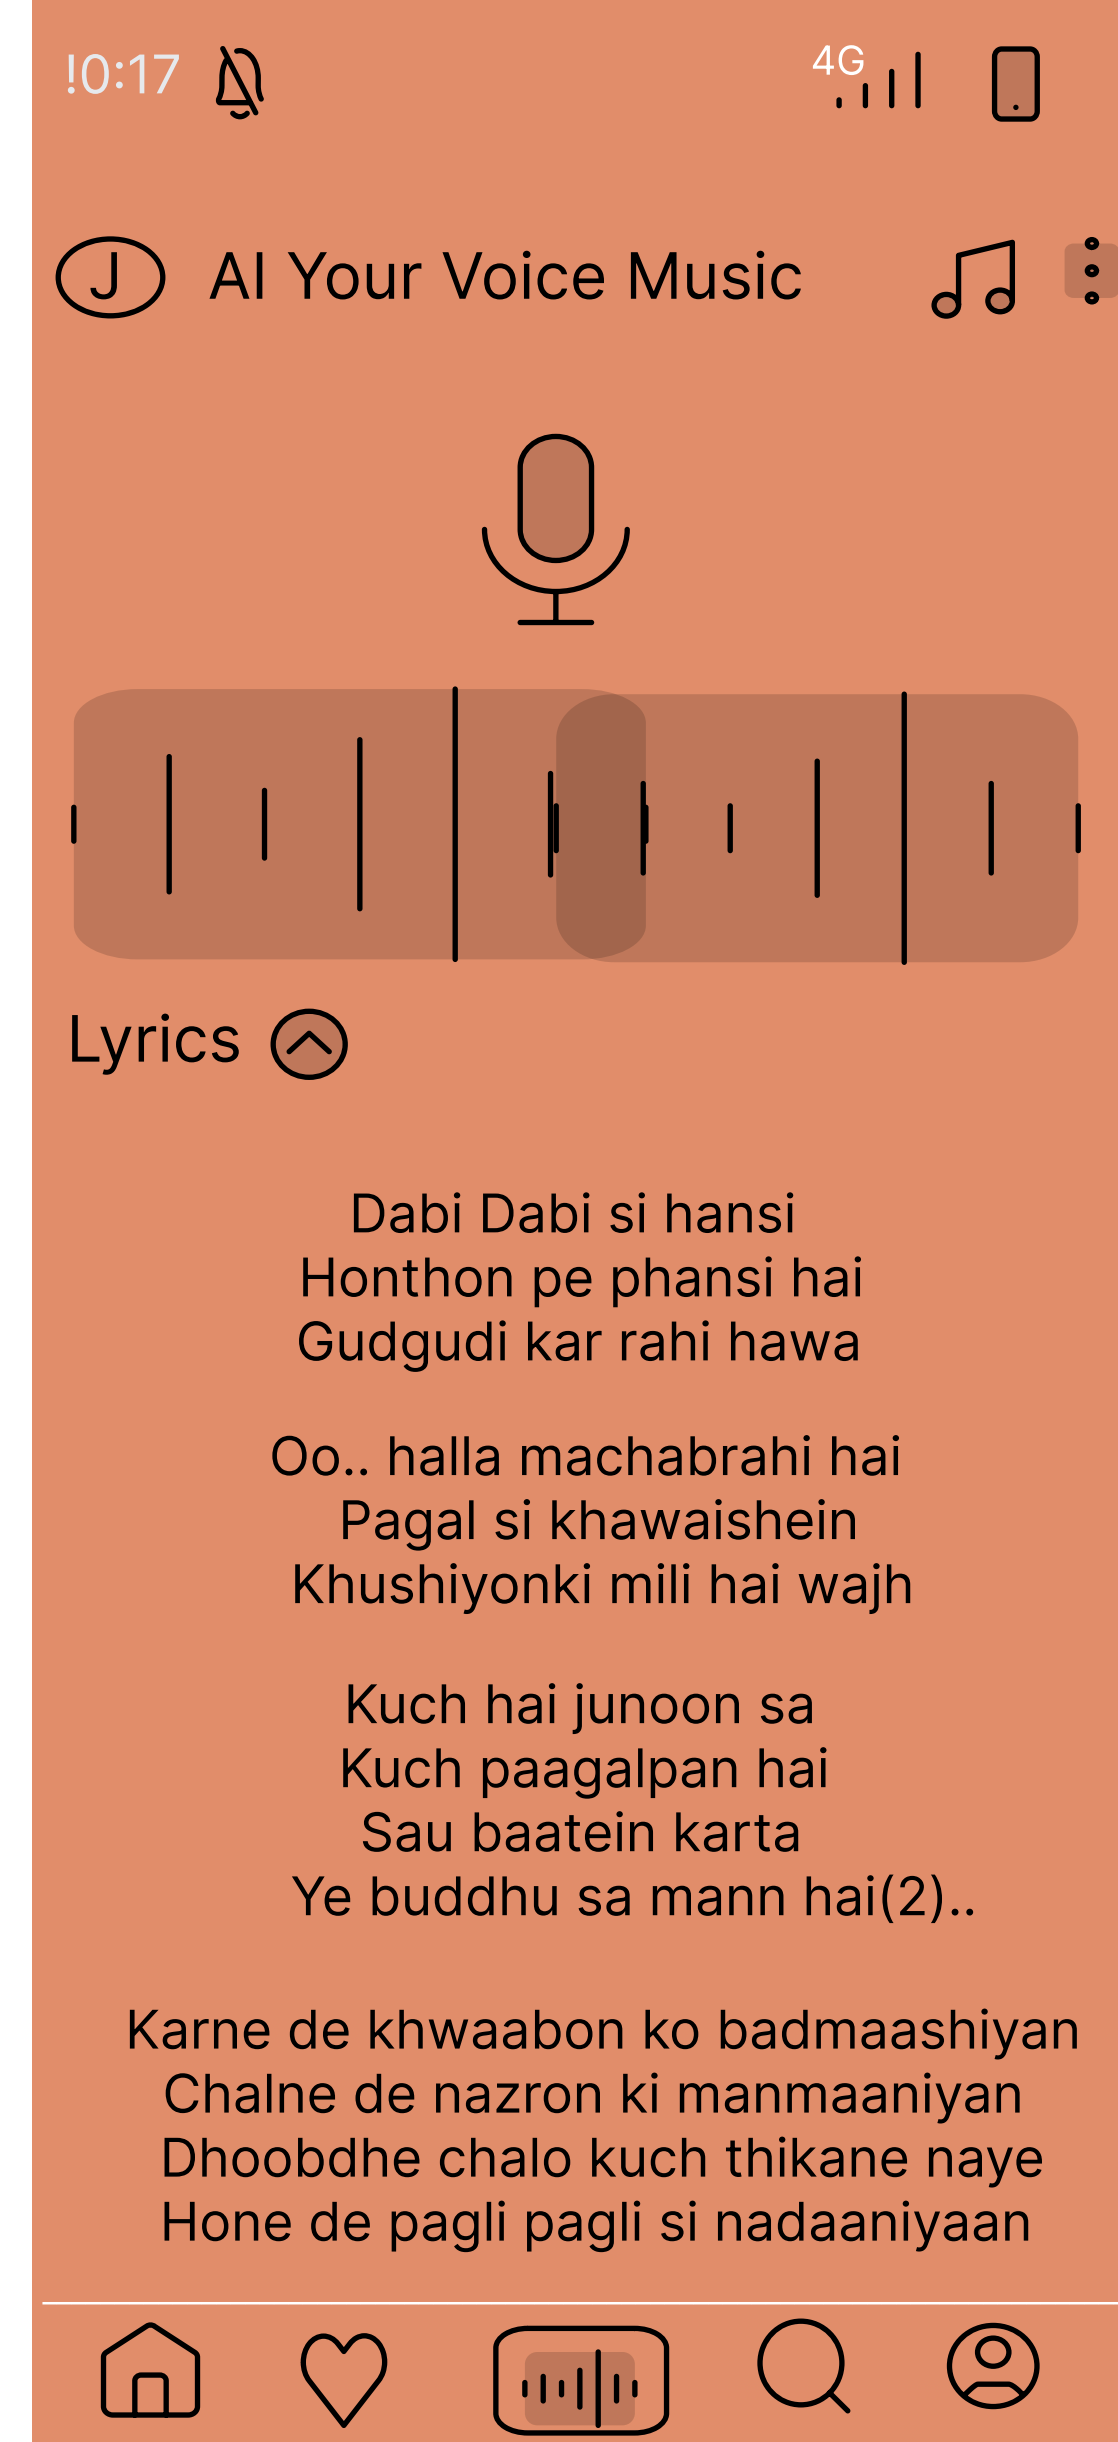 !0:17
4G
J AI Your Voice Music
Lyrics
Dabi Dabi si hansi
Honthon pe phansi hai
Gudgudi kar rahi hawa
Oo.. halla machabrahi hai
Pagal si khawaishein
Khushiyonki mili hai wajh
Kuch hai junoon sa
Kuch paagalpan hai
Sau baatein karta
Ye buddhu sa mann hai(2)..
Karne de khwaabon ko badmaashiyan
Chalne de nazron ki manmaaniyan
Dhoobdhe chalo kuch thikane naye
Hone de pagli pagli si nadaaniyaan